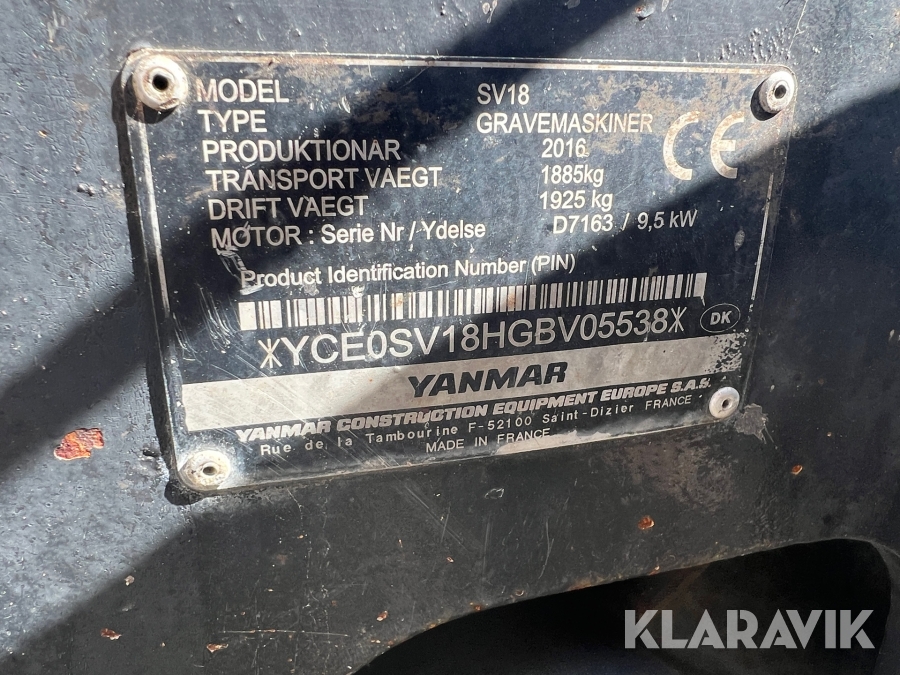 MODEL SV18
TYPE GRAVEMASKINER
PRODUKTIONAR 2016
TRANSPORT VAEGT 1885kg
DRIFT VAEGT 1925 kg
MOTOR : Serie Nr / Ydelse D7163 / 9,5 kW
CE
Product Identification Number (PIN)
*YCE0SV18HGBV05538*
DK
YANMAR
YANMAR CONSTRUCTION EQUIPMENT EUROPE S.A.S.
Rue de la Tambourine F-52100 Saint-Dizier FRANCE
MADE IN FRANCE
KLARAVIK